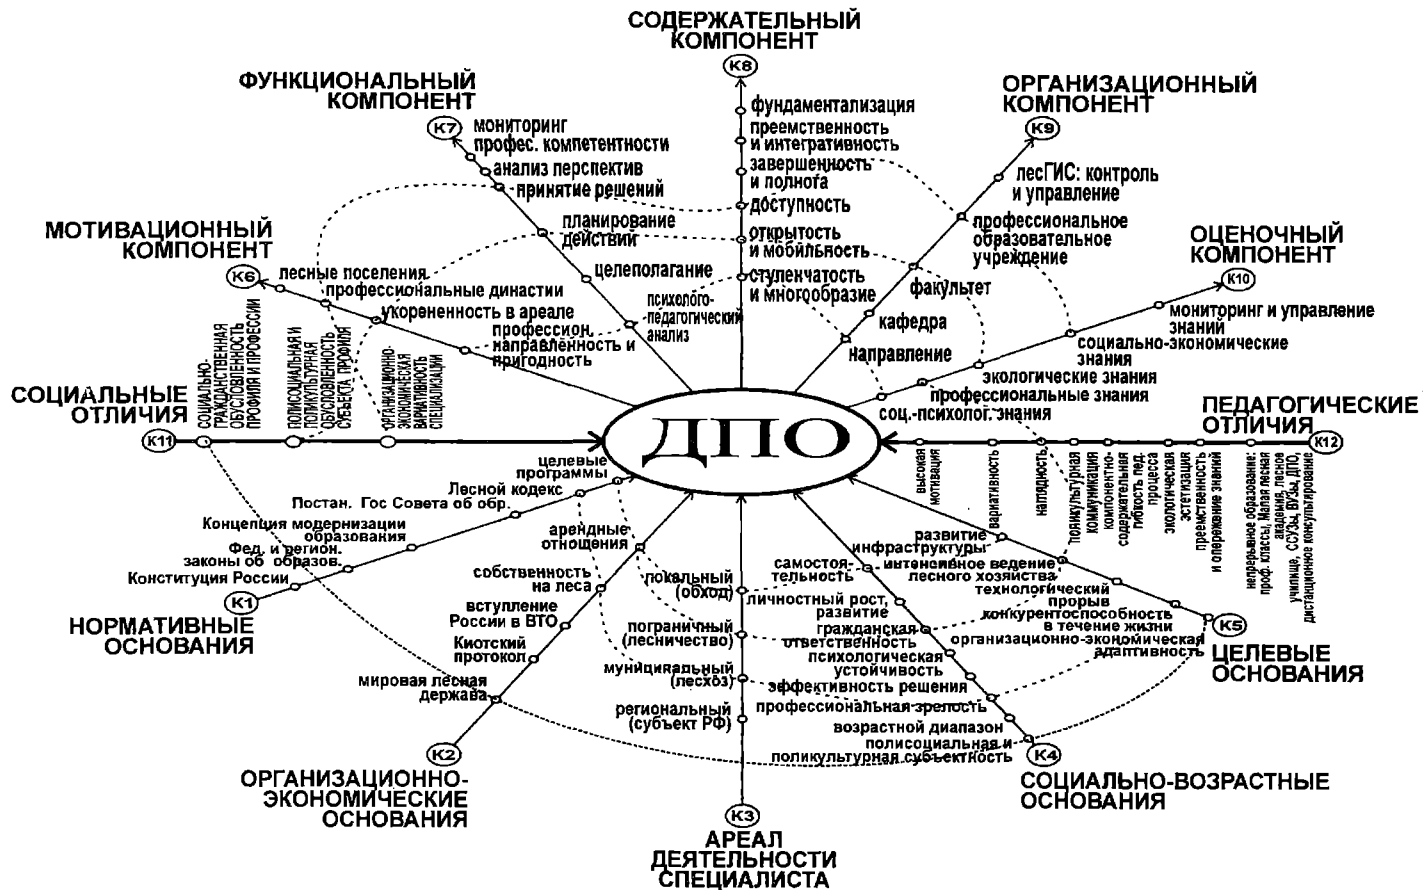 СОДЕРЖАТЕЛЬНЫЙ
КОМПОНЕНТ
К8
фундаментализация
преемственность
и интегративность
завершенность
и полнота
доступность
открытость
и мобильность
ступенчатость
и многообразие
ФУНКЦИОНАЛЬНЫЙ
КОМПОНЕНТ
К7
мониторинг
профес. компетентности
анализ перспектив
принятие решений
планирование
действий
целеполагание
психолого-
педагогический
анализ
ОРГАНИЗАЦИОННЫЙ
КОМПОНЕНТ
К9
лесГИС: контроль
и управление
профессиональное
образовательное
учреждение
факультет
кафедра
направление
МОТИВАЦИОННЫЙ
КОМПОНЕНТ
К6
лесные поселения
профессиональные династии
укорененность в ареале
профессион.
направленность и
пригодность
ОЦЕНОЧНЫЙ
КОМПОНЕНТ
К10
мониторинг и управление
знаний
социально-экономические
знания
экологические знания
профессиональные знания
соц.-психолог. знания
СОЦИАЛЬНЫЕ
ОТЛИЧИЯ
К11
СОЦИАЛЬНО-
ГРАЖДАНСТВЕННАЯ
ОБУСЛОВЛЕННОСТЬ
ПРОФИЛЯ И ПРОФЕССИИ
ПОЛИСОЦИАЛЬНАЯ И
ПОЛИКУЛЬТУРНАЯ
ОБУСЛОВЛЕННОСТЬ
СУБЪЕКТА ПРОФИЛЯ
ОРГАНИЗАЦИОННО-
ЭКОНОМИЧЕСКАЯ
ВАРИАТИВНОСТЬ
СПЕЦИАЛИЗАЦИИ
ДПО
ПЕДАГОГИЧЕСКИЕ
ОТЛИЧИЯ
К12
высокая
мотивация
вариативность
наглядность
поликультурная
коммуникация
компонентно-
содержательная
гибкость пед.
процесса
экологическая
эстетизация
преемственность
и опережение знаний
непрерывное образование:
проф. классы, Малая лесная
академия, лесное
училище, ССУЗы, ВУЗы, ДПО,
дистанционное консультирование
целевые
программы
Лесной кодекс
Постан. Гос Совета об обр.
Концепция модернизации
образования
Фед. и регион.
законы об образов.
Конституция России
К1
НОРМАТИВНЫЕ
ОСНОВАНИЯ
арендные
отношения
собственность
на леса
вступление
России в ВТО
Киотский
протокол
мировая лесная
держава
К2
ОРГАНИЗАЦИОННО-
ЭКОНОМИЧЕСКИЕ
ОСНОВАНИЯ
локальный
(обход)
пограничный
(лесничество)
муниципальный
(лесхоз)
региональный
(субъект РФ)
К3
АРЕАЛ
ДЕЯТЕЛЬНОСТИ
СПЕЦИАЛИСТА
самостоя-
тельность
личностный рост,
развитие
гражданская
ответственность
психологическая
устойчивость
эффективность решения
профессиональная зрелость
возрастной диапазон
полисоциальная и
поликультурная субъектность
К4
СОЦИАЛЬНО-ВОЗРАСТНЫЕ
ОСНОВАНИЯ
развитие
инфраструктуры
интенсивное ведение
лесного хозяйства
технологический
прорыв
конкурентоспособность
в течение жизни
организационно-экономическая
адаптивность
К5
ЦЕЛЕВЫЕ
ОСНОВАНИЯ